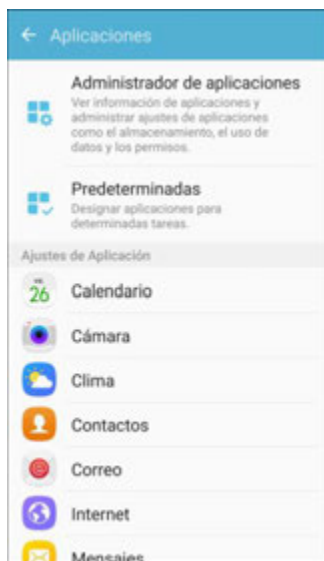 Aplicaciones
Administrador de aplicaciones
Ver información de aplicaciones y
administrar ajustes de aplicaciones
como el almacenamiento, el uso de
datos y los permisos.
Predeterminadas
Designar aplicaciones para
determinadas tareas.
Ajustes de Aplicación
26
Calendario
Cámara
Clima
Contactos
Correo
Internet
Mensajes